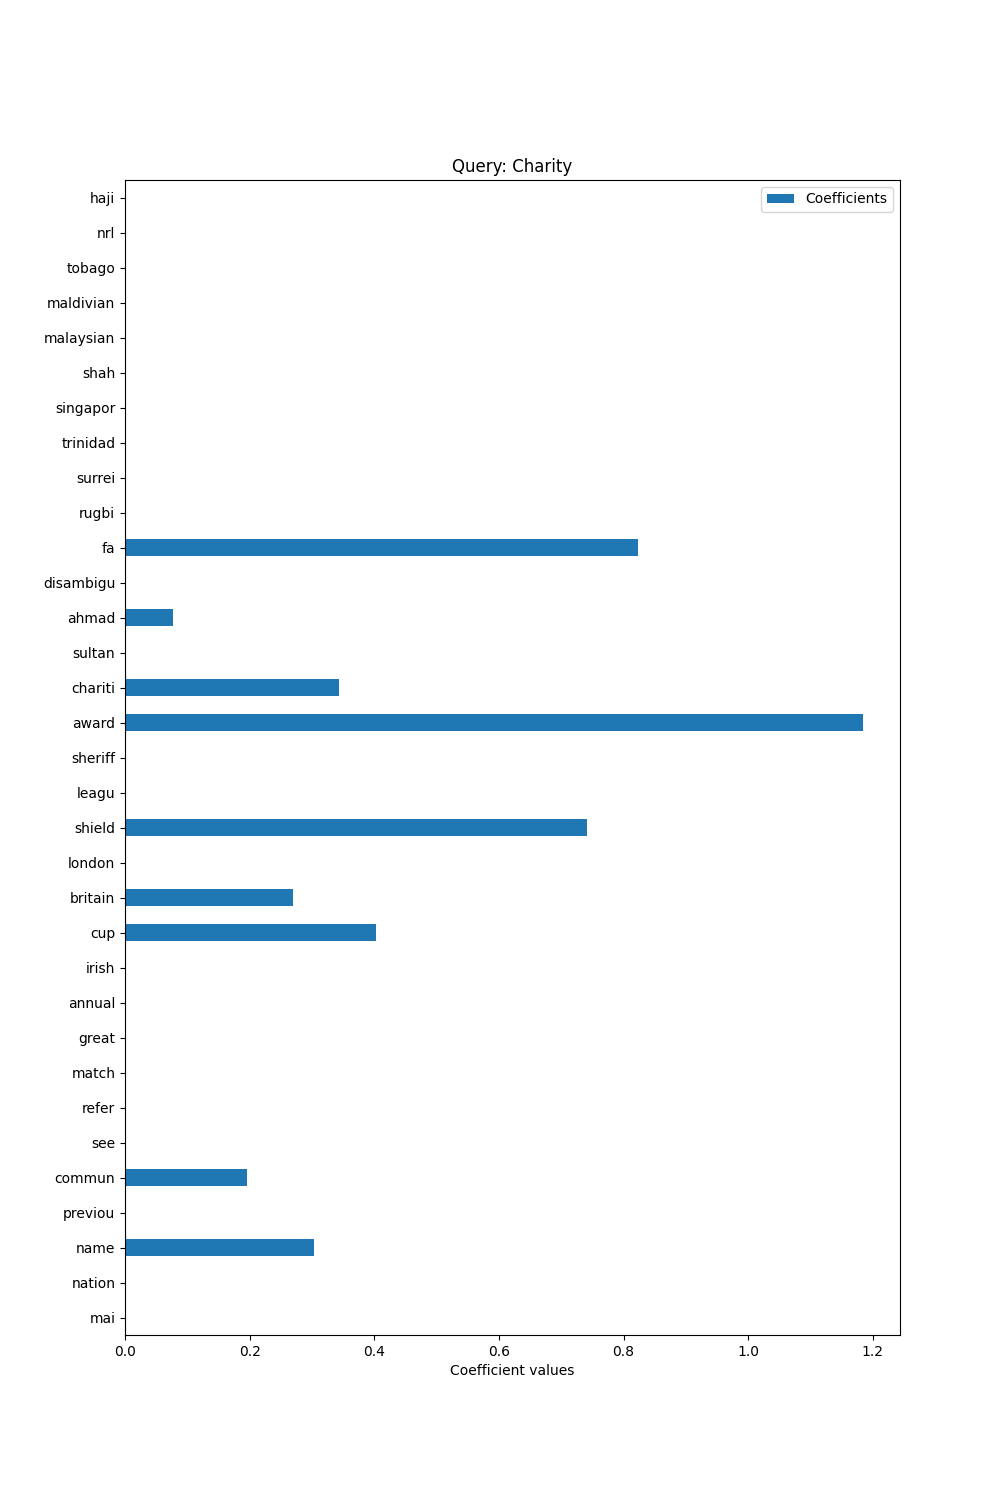 Query: Charity
Coefficients
haji
nrl
tobago
maldivian
malaysian
shah
singapor
trinidad
surrei
rugbi
fa
disambigu
ahmad
sultan
chariti
award
sheriff
leagu
shield
london
britain
cup
irish
annual
great
match
refer
see
commun
previou
name
nation
mai
0.0 0.2 0.4 0.6 0.8 1.0 1.2
Coefficient values